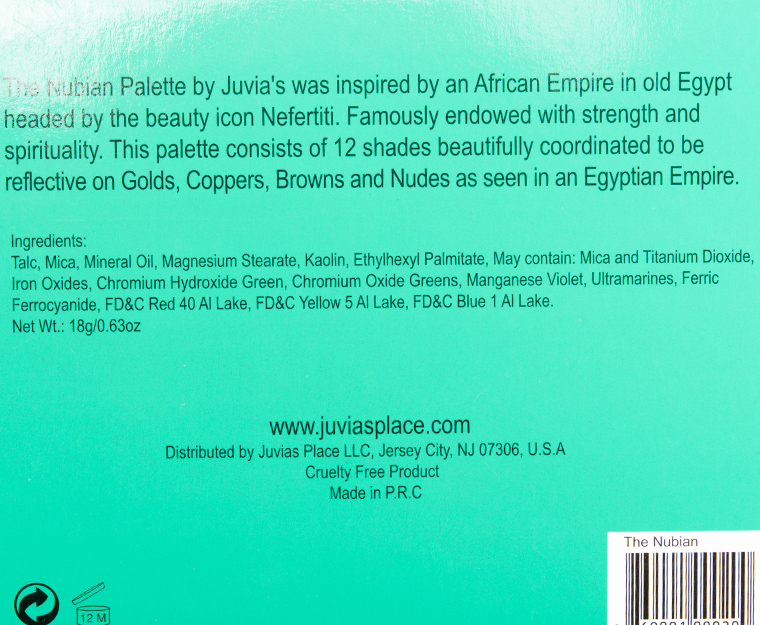 The Nubian Palette by Juvia's was inspired by an African Empire in old Egypt
headed by the beauty icon Nefertiti. Famously endowed with strength and
spirituality. This palette consists of 12 shades beautifully coordinated to be
reflective on Golds, Coppers, Browns and Nudes as seen in an Egyptian Empire.
Ingredients:
Talc, Mica, Mineral Oil, Magnesium Stearate, Kaolin, Ethylhexyl Palmitate, May contain: Mica and Titanium Dioxide,
Iron Oxides, Chromium Hydroxide Green, Chromium Oxide Greens, Manganese Violet, Ultramarines, Ferric
Ferrocyanide, FD&C Red 40 Al Lake, FD&C Yellow 5 Al Lake, FD&C Blue 1 Al Lake.
Net Wt.: 18g/0.63oz
www.juviasplace.com
Distributed by Juvias Place LLC, Jersey City, NJ 07306, U.S.A
Cruelty Free Product
Made in P.R.C
The Nubian
12 M